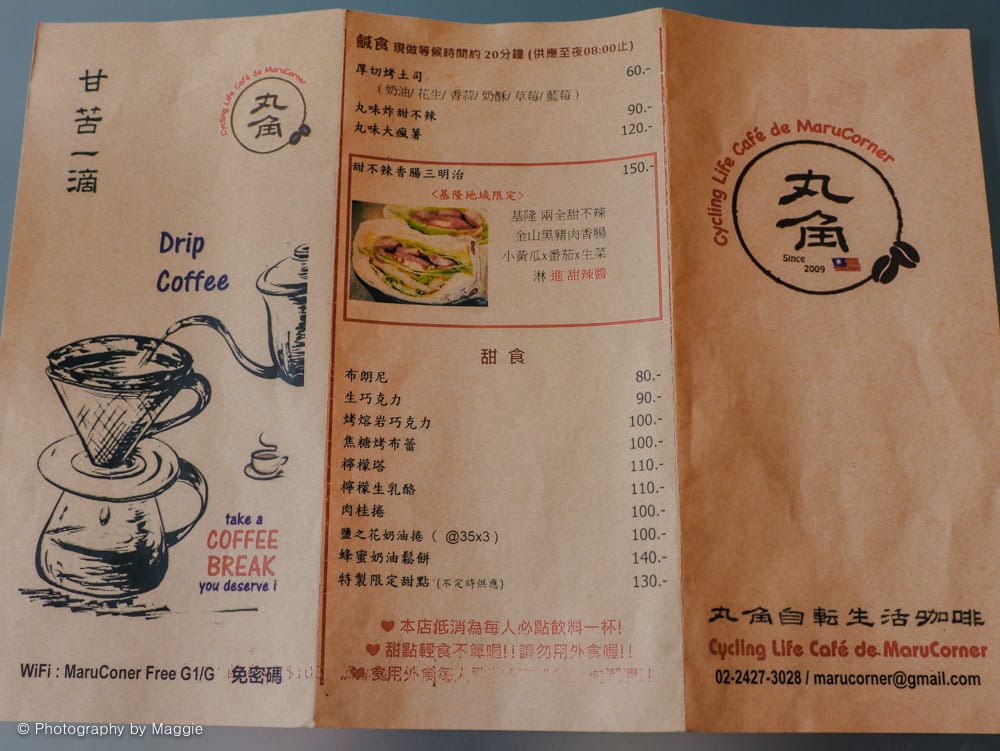 甘苦一滴
Cycling Life Café de MaruCorner
丸角
Drip
Coffee
take a
COFFEE
BREAK
you deserve i
WiFi : MaruConer Free G1/G 免密碼
鹹食 現做等候時間約 20分鐘 (供應至夜08:00止)
厚切烤土司 60.-
( 奶油/ 花生/ 香蒜/ 奶酥/ 草莓/ 藍莓 )
丸味炸甜不辣 90.-
丸味大瘋薯 120.-
甜不辣香腸三明治 150.-
<基隆地域限定>
基隆 兩全甜不辣
金山黑豬肉香腸
小黃瓜x番茄x生菜
淋 進 甜辣醬
甜 食
布朗尼 80.-
生巧克力 90.-
烤熔岩巧克力 100.-
焦糖烤布蕾 100.-
檸檬塔 110.-
檸檬生乳酪 110.-
肉桂捲 100.-
鹽之花奶油捲 ( @35x3 ) 100.-
蜂蜜奶油鬆餅 140.-
特製限定甜點 (不定時供應) 130.-
❤ 本店低消為每人必點飲料一杯!
❤ 甜點輕食不算喔!! 請勿用外食喔!!
食用外食每人
Cycling Life Café de MaruCorner
丸角
Since
2009
丸角自転生活咖啡
Cycling Life Café de MaruCorner
02-2427-3028 / marucorner@gmail.com
© Photography by Maggie